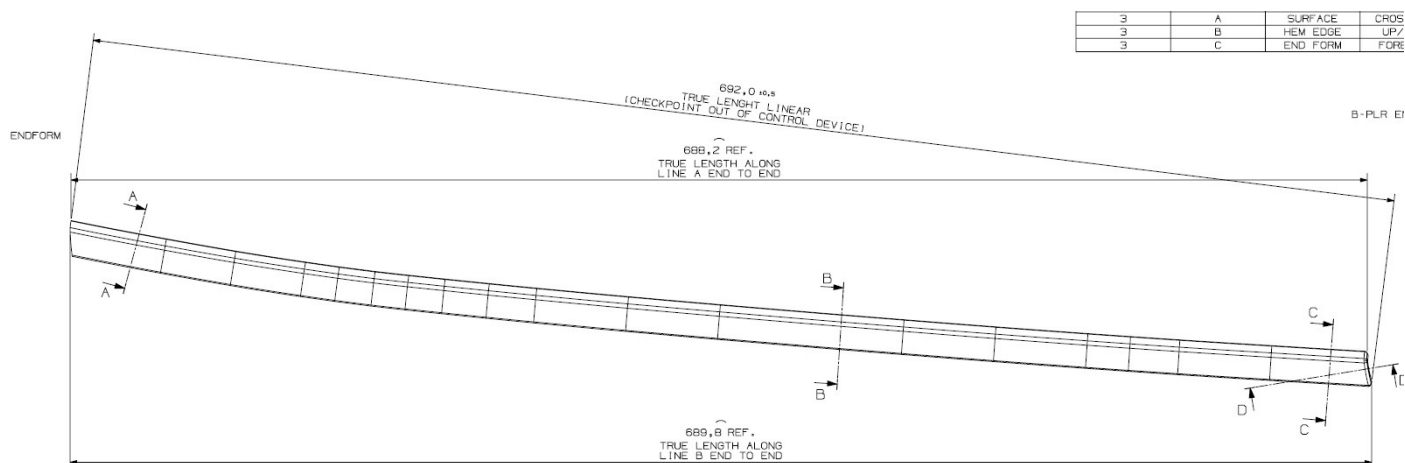 3 A SURFACE CROS
3 B HEM EDGE UP/
3 C END FORM FORE
692,0 ±0,5
TRUE LENGHT LINEAR
(CHECKPOINT OUT OF CONTROL DEVICE)
B-PLR EN
ENDFORM
688,2 REF.
TRUE LENGTH ALONG
LINE A END TO END
A
A
B
B
C
D
D
C
689,8 REF.
TRUE LENGTH ALONG
LINE B END TO END